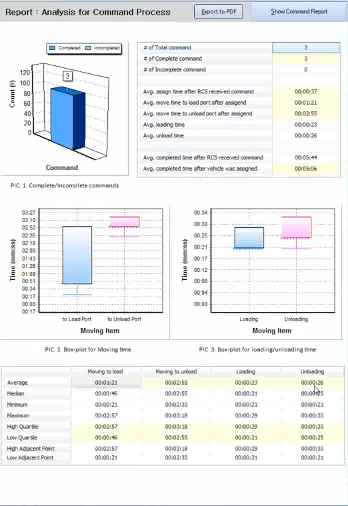 Report : Analysis for Command Process
Export to PDF
Show Command Report
Completed Incompleted
3
Count (n)
120
100
80
60
40
20
0
Command
# of Total command 3
# of Complete command 3
# of Incomplete command 0
Avg. assign time after RCS received command 00:00:37
Avg. move time to load port after assigend 00:01:21
Avg. move time to unload port after assigend 00:02:55
Avg. loading time 00:00:23
Avg. unload time 00:00:26
Avg. completed time after RCS received command 00:05:44
Avg. completed time after vehicle was assigned 00:05:06
PIC. 1. Complete/Incomplete commands
Time (mm:ss)
03:27
03:10
02:52
02:35
02:18
02:00
01:43
01:26
01:09
00:51
00:34
00:17
00:00
00:17
to Load Port to Unload Port
Moving Item
PIC. 2. Box-plot for Moving time
Time (mm:ss)
00:34
00:30
00:25
00:21
00:17
00:12
00:08
00:04
00:00
Loading Unloading
Moving Item
PIC. 3. Box-plot for loading/unloading time
Moving to load Moving to unload Loading Unloading
Average 00:01:21 00:02:55 00:00:23 00:00:26
Median 00:00:46 00:02:55 00:00:21 00:00:25
Minimum 00:00:21 00:02:33 00:00:21 00:00:21
Maximum 00:02:57 00:03:18 00:00:29 00:00:33
High Quartile 00:02:57 00:03:18 00:00:29 00:00:33
Low Quartile 00:00:46 00:02:55 00:00:21 00:00:25
High Adjacent Point 00:02:57 00:03:18 00:00:29 00:00:33
Low Adjacent Point 00:00:21 00:02:33 00:00:21 00:00:21